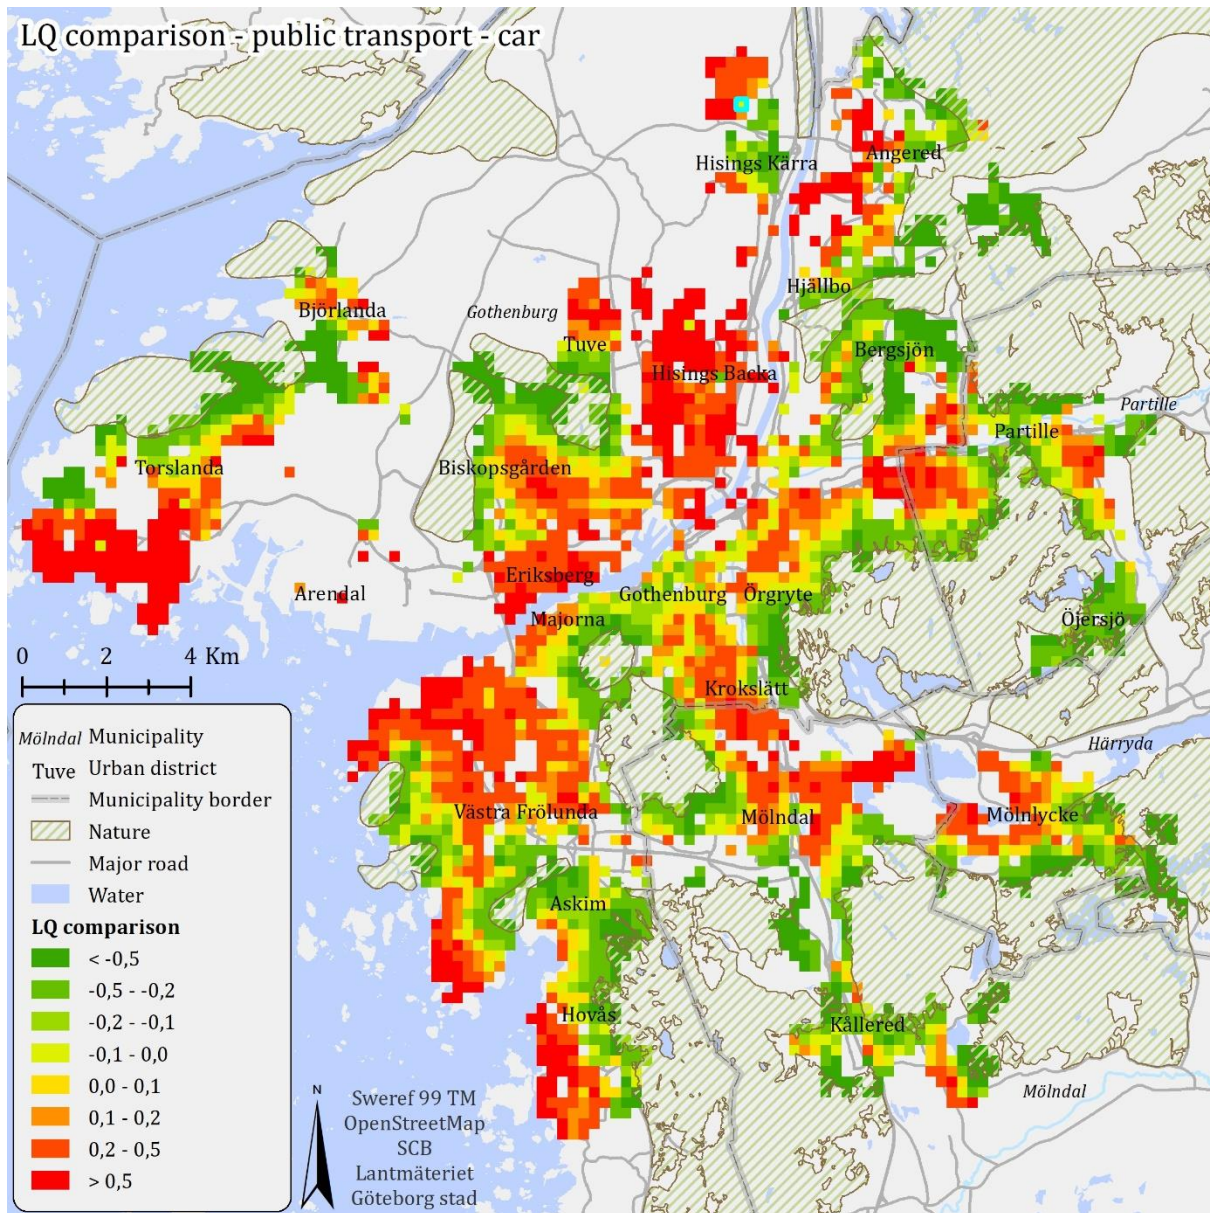 LQ comparison - public transport - car
Hisings Kärra
Angered
Hjällbo
Björlanda
Gothenburg
Tuve
Bergsjön
Hisings Backa
Partille
Partille
Torslanda
Biskopsgården
Eriksberg
Arendal
Gothenburg
Örgryte
Majorna
Öjersjö
0 2 4 Km
Krokslätt
Härryda
Västra Frölunda
Mölndal
Mölnlycke
Askim
Hovås
Kållered
Mölndal
Mölndal Municipality
Tuve Urban district
Municipality border
Nature
Major road
Water
LQ comparison
< -0,5
-0,5 - -0,2
-0,2 - -0,1
-0,1 - 0,0
0,0 - 0,1
0,1 - 0,2
0,2 - 0,5
> 0,5
N
Sweref 99 TM
OpenStreetMap
SCB
Lantmäteriet
Göteborg stad